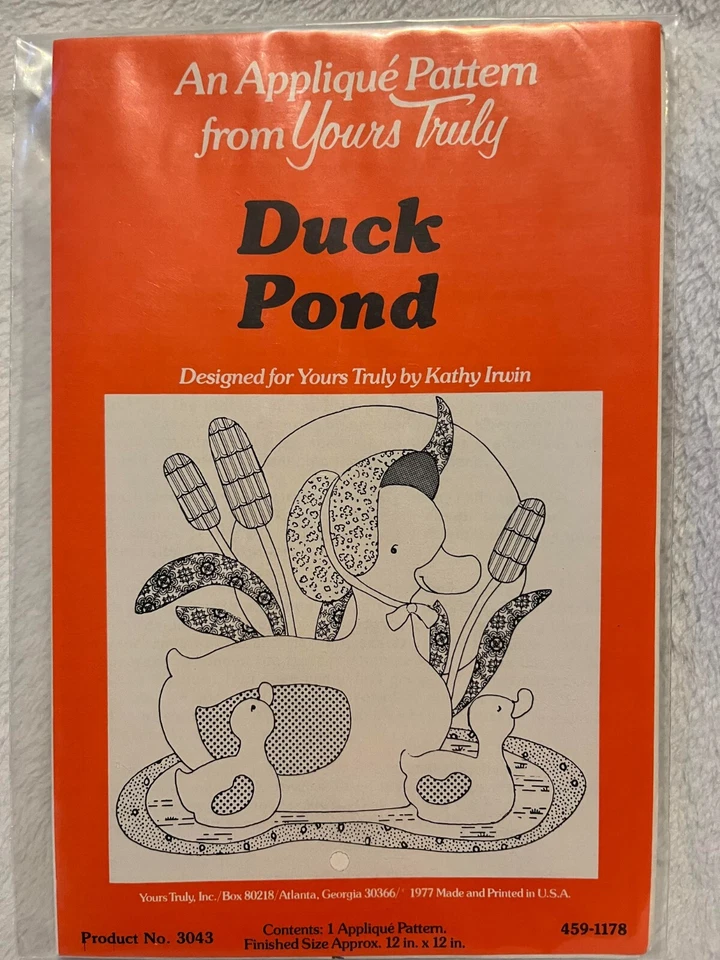 An Appliqué Pattern
from Yours Truly
Duck
Pond
Designed for Yours Truly by Kathy Irwin
Yours Truly, Inc./Box 80218/Atlanta, Georgia 30366/© 1977 Made and Printed in U.S.A.
Product No. 3043
Contents: 1 Appliqué Pattern.
Finished Size Approx. 12 in. x 12 in.
459-1178